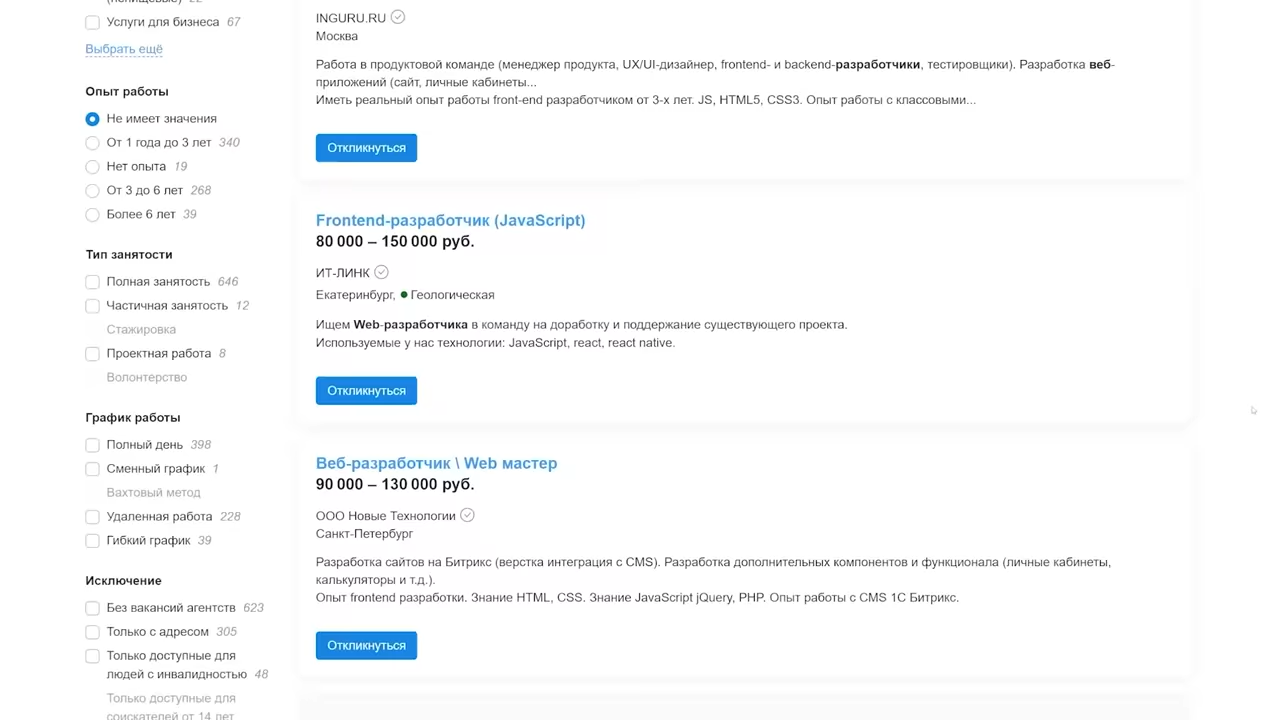 Услуги для бизнеса 67
Выбрать ещё
Опыт работы
Не имеет значения
От 1 года до 3 лет 340
Нет опыта 19
От 3 до 6 лет 268
Более 6 лет 39
Тип занятости
Полная занятость 646
Частичная занятость 12
Стажировка
Проектная работа 8
Волонтерство
График работы
Полный день 398
Сменный график 1
Вахтовый метод
Удаленная работа 228
Гибкий график 39
Исключение
Без вакансий агентств 623
Только с адресом 305
Только доступные для
людей с инвалидностью 48
Только доступные для
соискателей от 14 лет
INGURU.RU
Москва
Работа в продуктовой команде (менеджер продукта, UX/UI-дизайнер, frontend- и backend-разработчики, тестировщики). Разработка веб-
приложений (сайт, личные кабинеты...
Иметь реальный опыт работы front-end разработчиком от 3-х лет. JS, HTML5, CSS3. Опыт работы с классовыми...
Откликнуться
Frontend-разработчик (JavaScript)
80 000 – 150 000 руб.
ИТ-ЛИНК
Екатеринбург, Геологическая
Ищем Web-разработчика в команду на доработку и поддержание существующего проекта.
Используемые у нас технологии: JavaScript, react, react native.
Откликнуться
Веб-разработчик \ Web мастер
90 000 – 130 000 руб.
ООО Новые Технологии
Санкт-Петербург
Разработка сайтов на Битрикс (верстка интеграция с CMS). Разработка дополнительных компонентов и функционала (личные кабинеты,
калькуляторы и т.д.).
Опыт frontend разработки. Знание HTML, CSS. Знание JavaScript jQuery, PHP. Опыт работы с CMS 1С Битрикс.
Откликнуться